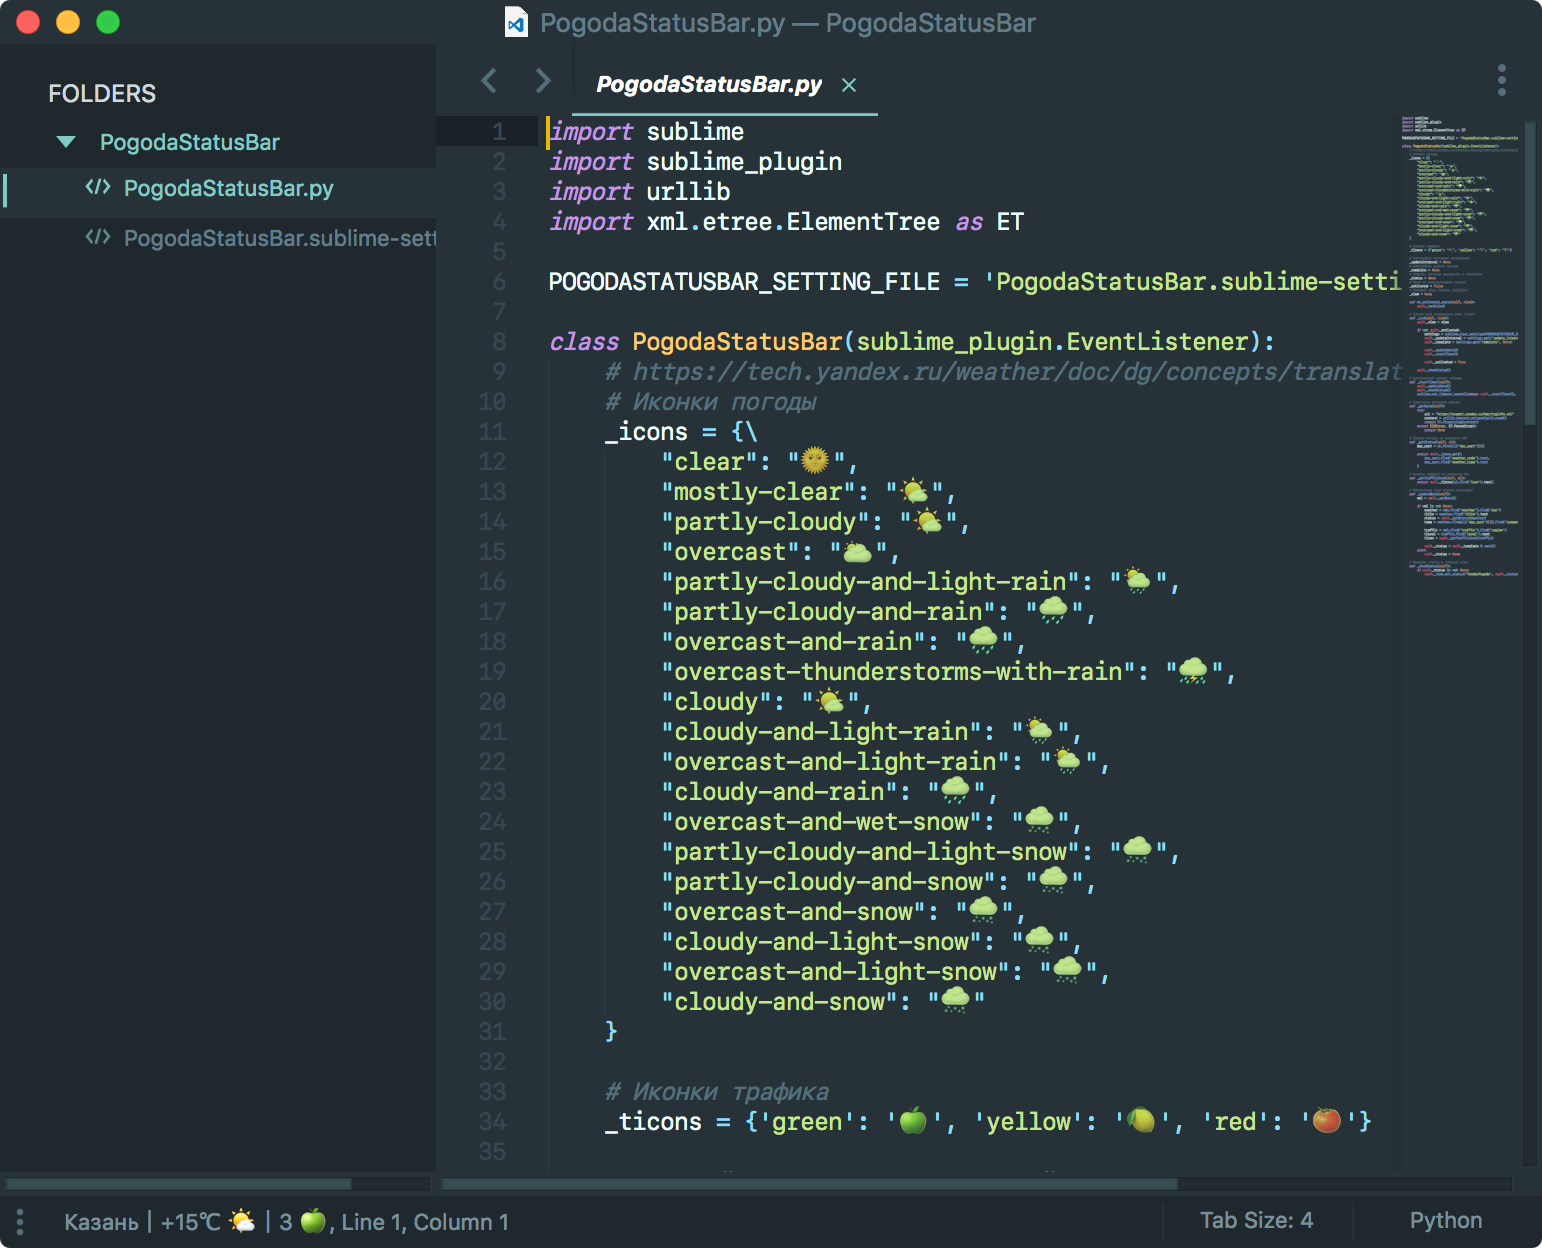 PogodaStatusBar.py — PogodaStatusBar
FOLDERS
PogodaStatusBar
PogodaStatusBar.py
PogodaStatusBar.sublime-sett
PogodaStatusBar.py ×
1 import sublime
2 import sublime_plugin
3 import urllib
4 import xml.etree.ElementTree as ET
5
6 POGODASTATUSBAR_SETTING_FILE = 'PogodaStatusBar.sublime-setti
7
8 class PogodaStatusBar(sublime_plugin.EventListener):
9 # https://tech.yandex.ru/weather/doc/dg/concepts/translat
10 # Иконки погоды
11 _icons = {\
12 "clear": "🌞",
13 "mostly-clear": "🌤",
14 "partly-cloudy": "🌤",
15 "overcast": "🌥",
16 "partly-cloudy-and-light-rain": "🌦",
17 "partly-cloudy-and-rain": "🌧",
18 "overcast-and-rain": "🌧",
19 "overcast-thunderstorms-with-rain": "⛈",
20 "cloudy": "🌤",
21 "cloudy-and-light-rain": "🌦",
22 "overcast-and-light-rain": "🌦",
23 "cloudy-and-rain": "🌧",
24 "overcast-and-wet-snow": "🌨",
25 "partly-cloudy-and-light-snow": "🌨",
26 "partly-cloudy-and-snow": "🌨",
27 "overcast-and-snow": "🌨",
28 "cloudy-and-light-snow": "🌨",
29 "overcast-and-light-snow": "🌨",
30 "cloudy-and-snow": "🌨"
31 }
32
33 # Иконки трафика
34 _ticons = {'green': '🍏', 'yellow': '🍋', 'red': '🍅'}
35
Казань | +15℃ 🌤 | 3 🍏, Line 1, Column 1
Tab Size: 4
Python